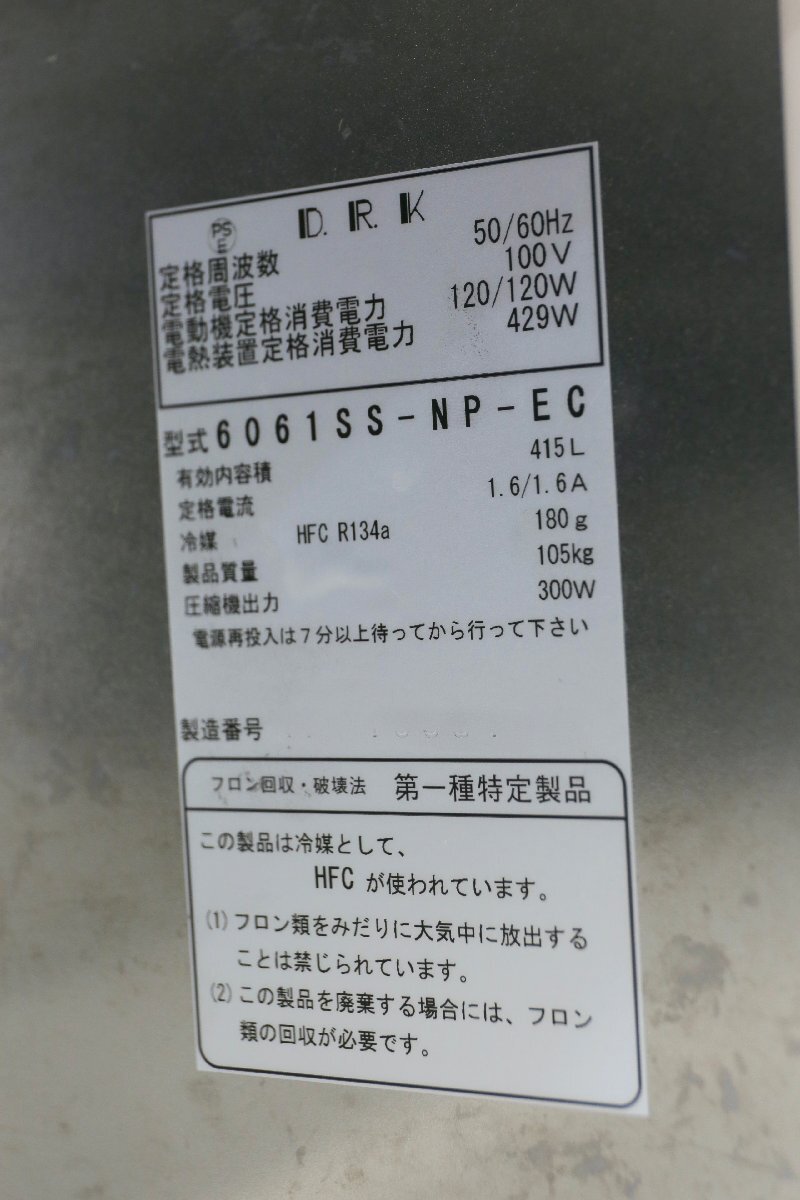 PS E
D.R.K
定格周波数 50/60Hz
定格電圧 100V
電動機定格消費電力 120/120W
電熱装置定格消費電力 429W
型式 6061SS-NP-EC
有効内容積 415L
定格電流 1.6/1.6A
冷媒 HFC R134a 180g
製品質量 105kg
圧縮機出力 300W
電源再投入は7分以上待ってから行って下さい
製造番号
フロン回収・破壊法 第一種特定製品
この製品は冷媒として、
HFC が使われています。
(1) フロン類をみだりに大気中に放出する
ことは禁じられています。
(2) この製品を廃棄する場合には、フロン
類の回収が必要です。